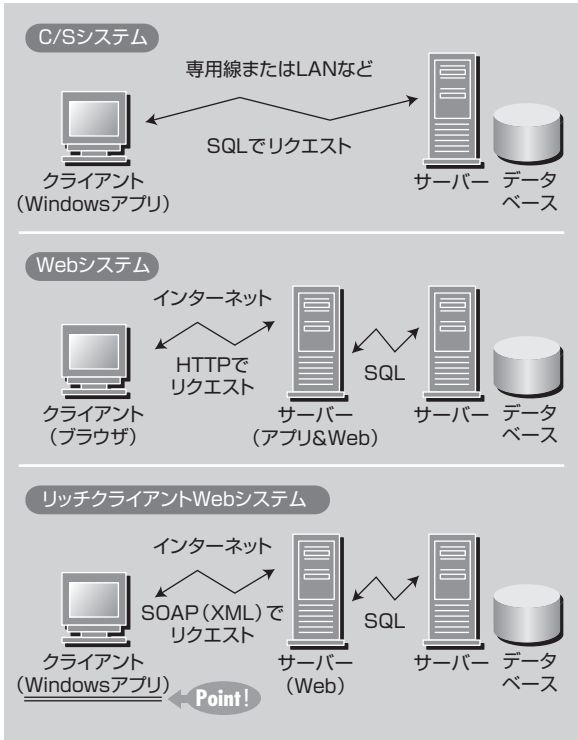 C/Sシステム
専用線またはLANなど
SQLでリクエスト
クライアント
(Windowsアプリ)
サーバー
データ
ベース
Webシステム
インターネット
HTTPで
リクエスト
SQL
クライアント
(ブラウザ)
サーバー
(アプリ&Web)
サーバー
データ
ベース
リッチクライアントWebシステム
インターネット
SOAP(XML)で
リクエスト
SQL
クライアント
(Windowsアプリ)
Point!
サーバー
(Web)
サーバー
データ
ベース